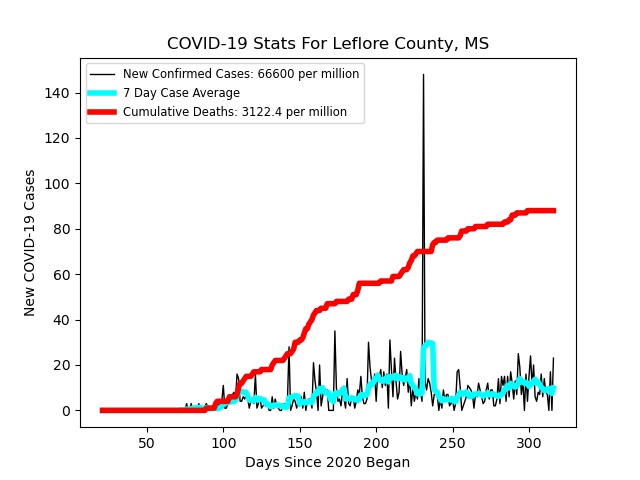 COVID-19 Stats For Leflore County, MS
New Confirmed Cases: 66600 per million
7 Day Case Average
Cumulative Deaths: 3122.4 per million
New COVID-19 Cases
140
120
100
80
60
40
20
0
50
100
150
200
250
300
Days Since 2020 Began